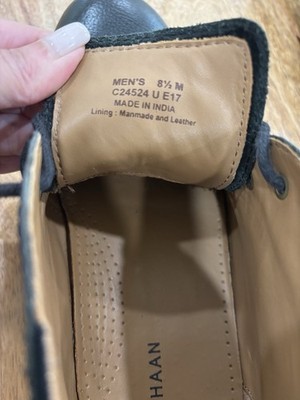 MEN'S 8½ M
C24524 U E17
MADE IN INDIA
Lining : Manmade and Leather
HAAN